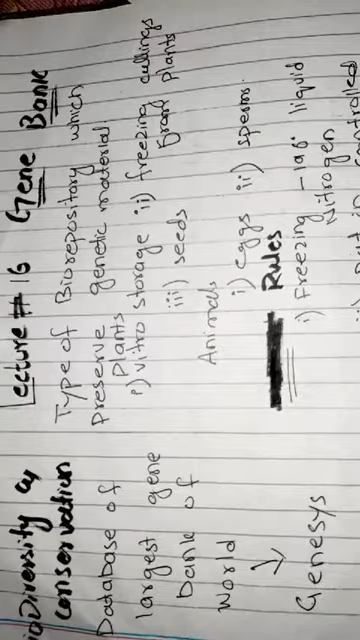 Lecture # 16 Gene Bank
Type of Biorepository which
preserve genetic material.
Plants
i) Vitro storage ii) freezing cuttings
from plants
iii) seeds
Animals
i) Eggs ii) sperms.
Rules
i) Freezing -196° liquid
Nitrogen
ioDiversity
conservation
Database of
largest gene
bank of
World
↓
Genesys